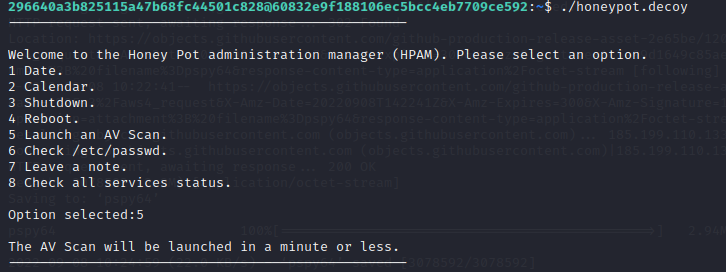 296640a3b825115a47b68fc44501c828@60832e9f188106ec5bcc4eb7709ce592:~$ ./honeypot.decoy
Welcome to the Honey Pot administration manager (HPAM). Please select an option.
1 Date.
2 Calendar.
3 Shutdown.
4 Reboot.
5 Launch an AV Scan.
6 Check /etc/passwd.
7 Leave a note.
8 Check all services status.
Option selected:5
The AV Scan will be launched in a minute or less.